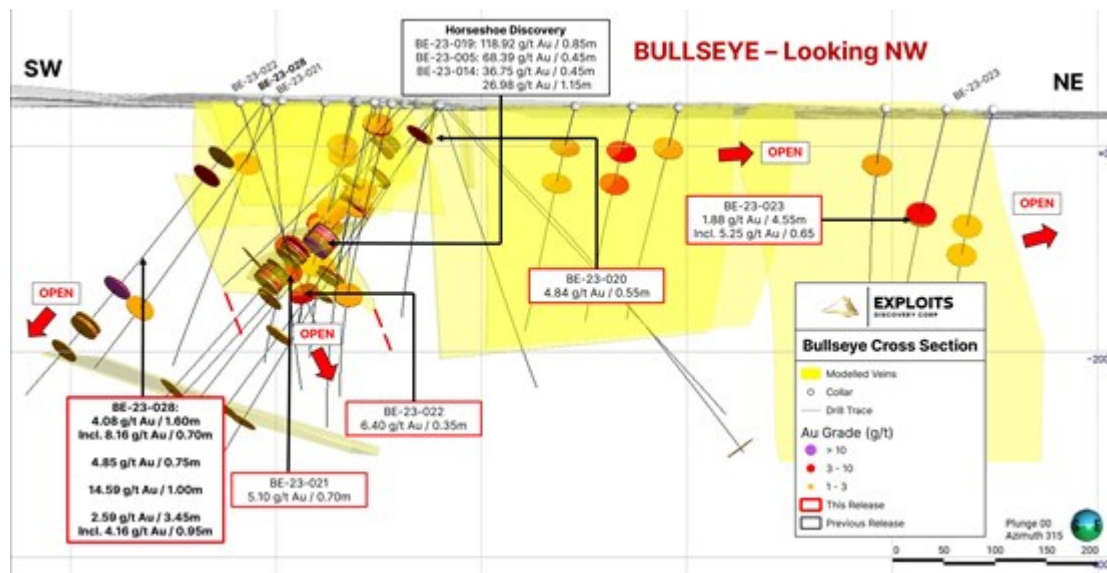 Horseshoe Discovery
BE-23-019: 118.92 g/t Au / 0.85m
BE-23-005: 68.39 g/t Au / 0.45m
BE-23-014: 36.75 g/t Au / 0.45m
26.98 g/t Au / 1.15m
BULLSEYE – Looking NW
SW
NE
BE-23-022
BE-23-028
BE-23-021
BE-23-023
OPEN
OPEN
BE-23-023
1.88 g/t Au / 4.55m
Incl. 5.25 g/t Au / 0.65
BE-23-020
4.84 g/t Au / 0.55m
OPEN
OPEN
EXPLOITS
DISCOVERY CORP
Bullseye Cross Section
Modelled Veins
Collar
Drill Trace
Au Grade (g/t)
> 10
3 - 10
1 - 3
This Release
Previous Release
-200
BE-23-028:
4.08 g/t Au / 1.60m
Incl. 8.16 g/t Au / 0.70m
4.85 g/t Au / 0.75m
14.59 g/t Au / 1.00m
2.59 g/t Au / 3.45m
Incl. 4.16 g/t Au / 0.95m
BE-23-022
6.40 g/t Au / 0.35m
BE-23-021
5.10 g/t Au / 0.70m
Plunge 00
Azimuth 315
0 50 100 150 200